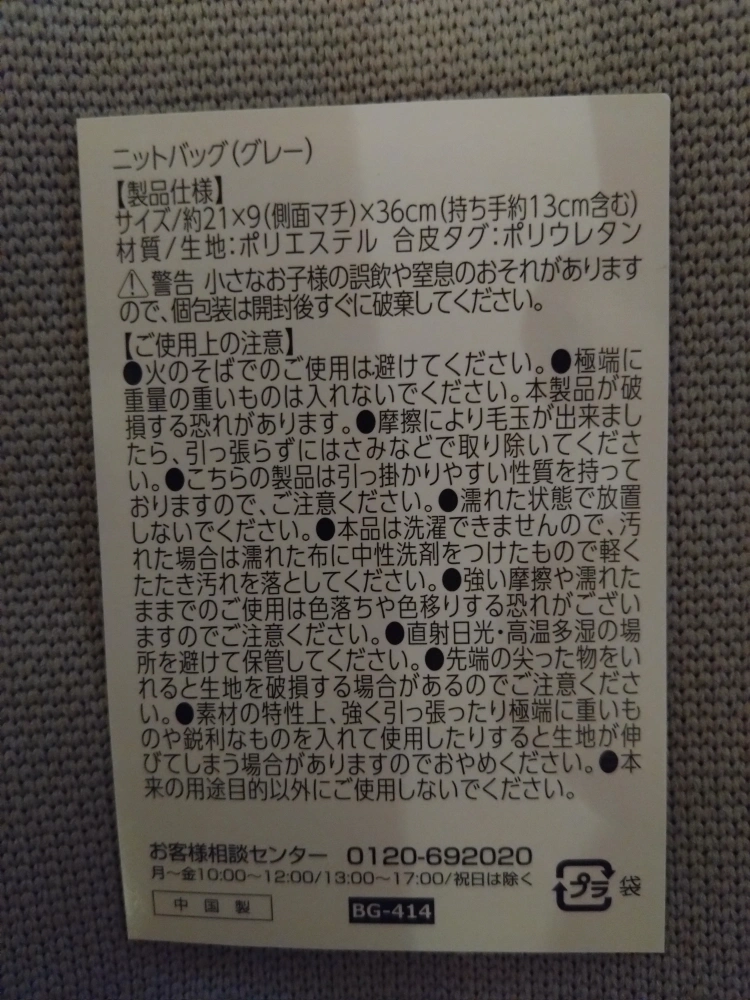 ニットバッグ(グレー)
【製品仕様】
サイズ/約21×9(側面マチ)×36cm(持ち手約13cm含む)
材質/生地:ポリエステル 合皮タグ:ポリウレタン
⚠警告 小さなお子様の誤飲や窒息のおそれがあります
ので、個包装は開封後すぐに破棄してください。
【ご使用上の注意】
●火のそばでのご使用は避けてください。●極端に
重量の重いものは入れないでください。本製品が破
損する恐れがあります。●摩擦により毛玉が出来まし
たら、引っ張らずにはさみなどで取り除いてくださ
い。●こちらの製品は引っ掛かりやすい性質を持って
おりますので、ご注意ください。●濡れた状態で放置
しないでください。●本品は洗濯できませんので、汚
れた場合は濡れた布に中性洗剤をつけたもので軽く
たたき汚れを落としてください。●強い摩擦や濡れた
ままでのご使用は色落ちや色移りする恐れがござい
ますのでご注意ください。●直射日光・高温多湿の場
所を避けて保管してください。●先端の尖った物をい
れると生地を破損する場合があるのでご注意くださ
い。●素材の特性上、強く引っ張ったり極端に重いも
のや鋭利なものを入れて使用したりすると生地が伸
びてしまう場合がありますのでおやめください。●本
来の用途目的以外にご使用しないでください。
お客様相談センター 0120-692020
月~金10:00~12:00/13:00~17:00/祝日は除く
プラ 袋
中国製 BG-414